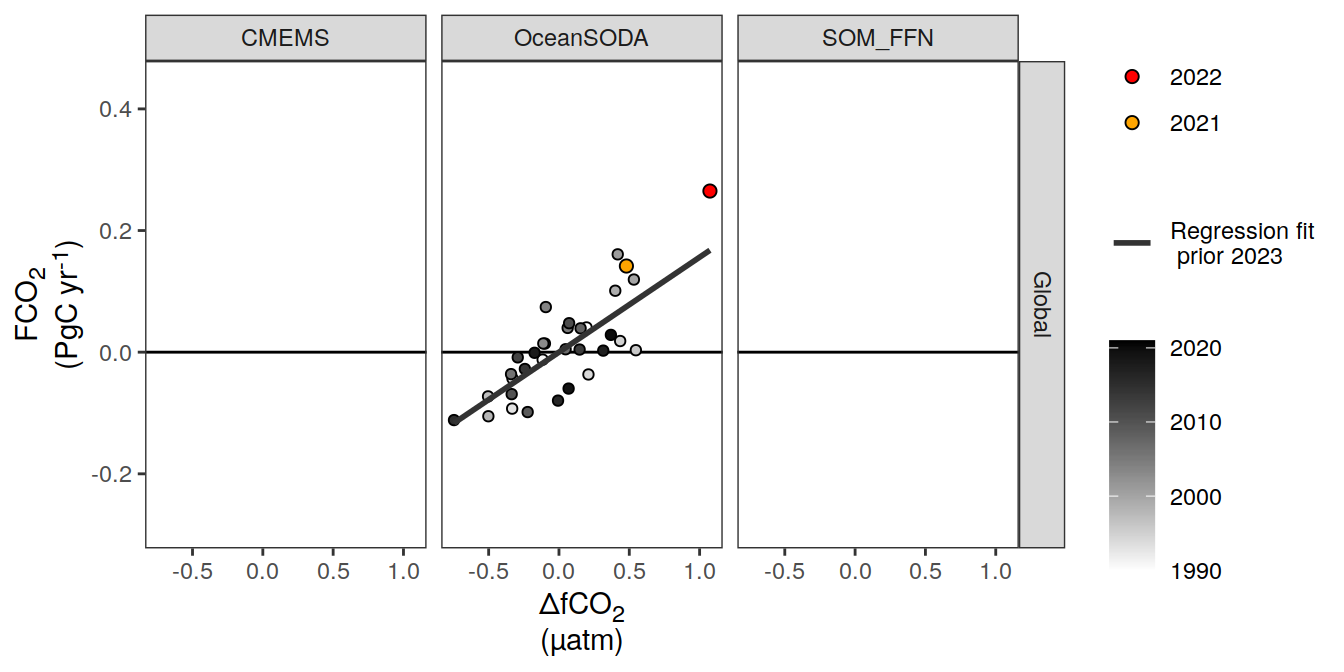 CMEMS OceanSODA SOM_FFN
0.4
0.2
0.0
-0.2
FCO2
(PgC yr-1)
Global
-0.5 0.0 0.5 1.0 -0.5 0.0 0.5 1.0 -0.5 0.0 0.5 1.0
ΔfCO2
(µatm)
2022
2021
Regression fit
prior 2023
2020
2010
2000
1990